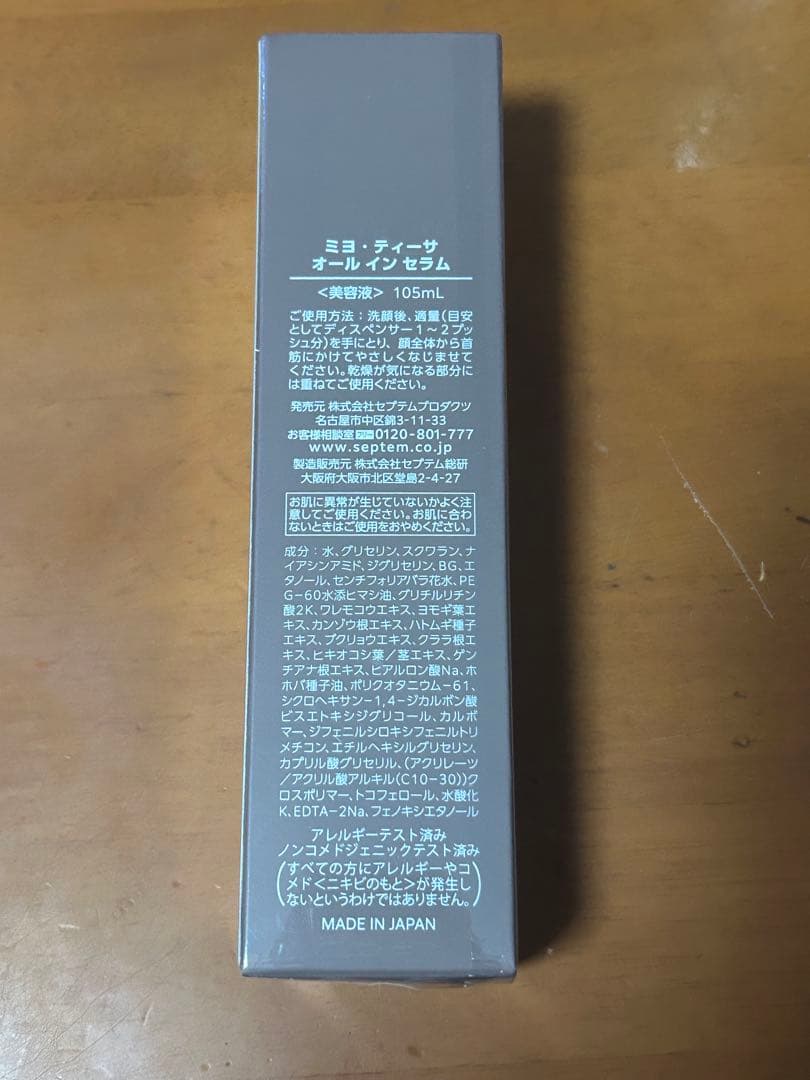 ミヨ・ティーサ
オール イン セラム
＜美容液＞ 105mL
ご使用方法：洗顔後、適量(目安
としてディスペンサー1～2プッ
シュ分)を手にとり、顔全体から首
筋にかけてやさしくなじませて
ください。乾燥が気になる部分に
は重ねてご使用ください。
発売元 株式会社セプテムプロダクツ
名古屋市中区錦3-11-33
お客様相談室 フリー 0120-801-777
www.septem.co.jp
製造販売元 株式会社セプテム総研
大阪府大阪市北区堂島2-4-27
お肌に異常が生じていないかよく注
意してご使用ください。お肌に合わ
ないときはご使用をおやめください。
成分：水、グリセリン、スクワラン、ナ
イアシンアミド、ジグリセリン、BG、エ
タノール、センチフォリアバラ花水、PE
G-60水添ヒマシ油、グリチルリチン
酸2K、ワレモコウエキス、ヨモギ葉エ
キス、カンゾウ根エキス、ハトムギ種子
エキス、ブクリョウエキス、クララ根エ
キス、ヒキオコシ葉／茎エキス、ゲン
チアナ根エキス、ヒアルロン酸Na、ホ
ホバ種子油、ポリクオタニウム-61、
シクロヘキサン-1,4-ジカルボン酸
ビスエトキシジグリコール、カルボ
マー、ジフェニルシロキシフェニルトリ
メチコン、エチルヘキシルグリセリン、
カプリル酸グリセリル、(アクリレーツ
／アクリル酸アルキル(C10-30))ク
ロスポリマー、トコフェロール、水酸化
K、EDTA-2Na、フェノキシエタノール
アレルギーテスト済み
ノンコメドジェニックテスト済み
(すべての方にアレルギーやコ
メド＜ニキビのもと＞が発生し
ないというわけではありません。)
MADE IN JAPAN